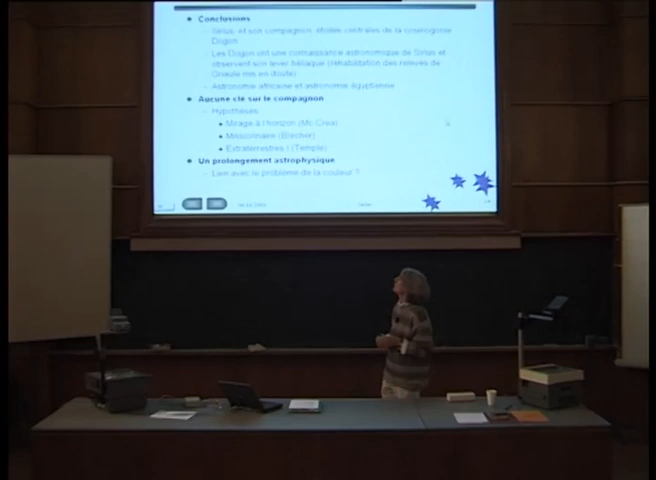 Conclusions
Sirius et son compagnon: étoiles centrales de la cosmogonie
Dogon
Les Dogon ont une connaissance astronomique de Sirius et
observent son lever héliaque (réhabilitation des relevés de
Griaule mis en doute)
Astronomie africaine et astronomie égyptienne
Aucune clé sur le compagnon
Hypothèses
Mirage à l'horizon (Mc Crea)
Missionnaire (Brecher)
Extraterrestres ! (Temple)
Un prolongement astrophysique
Lien avec le problème de la couleur ?